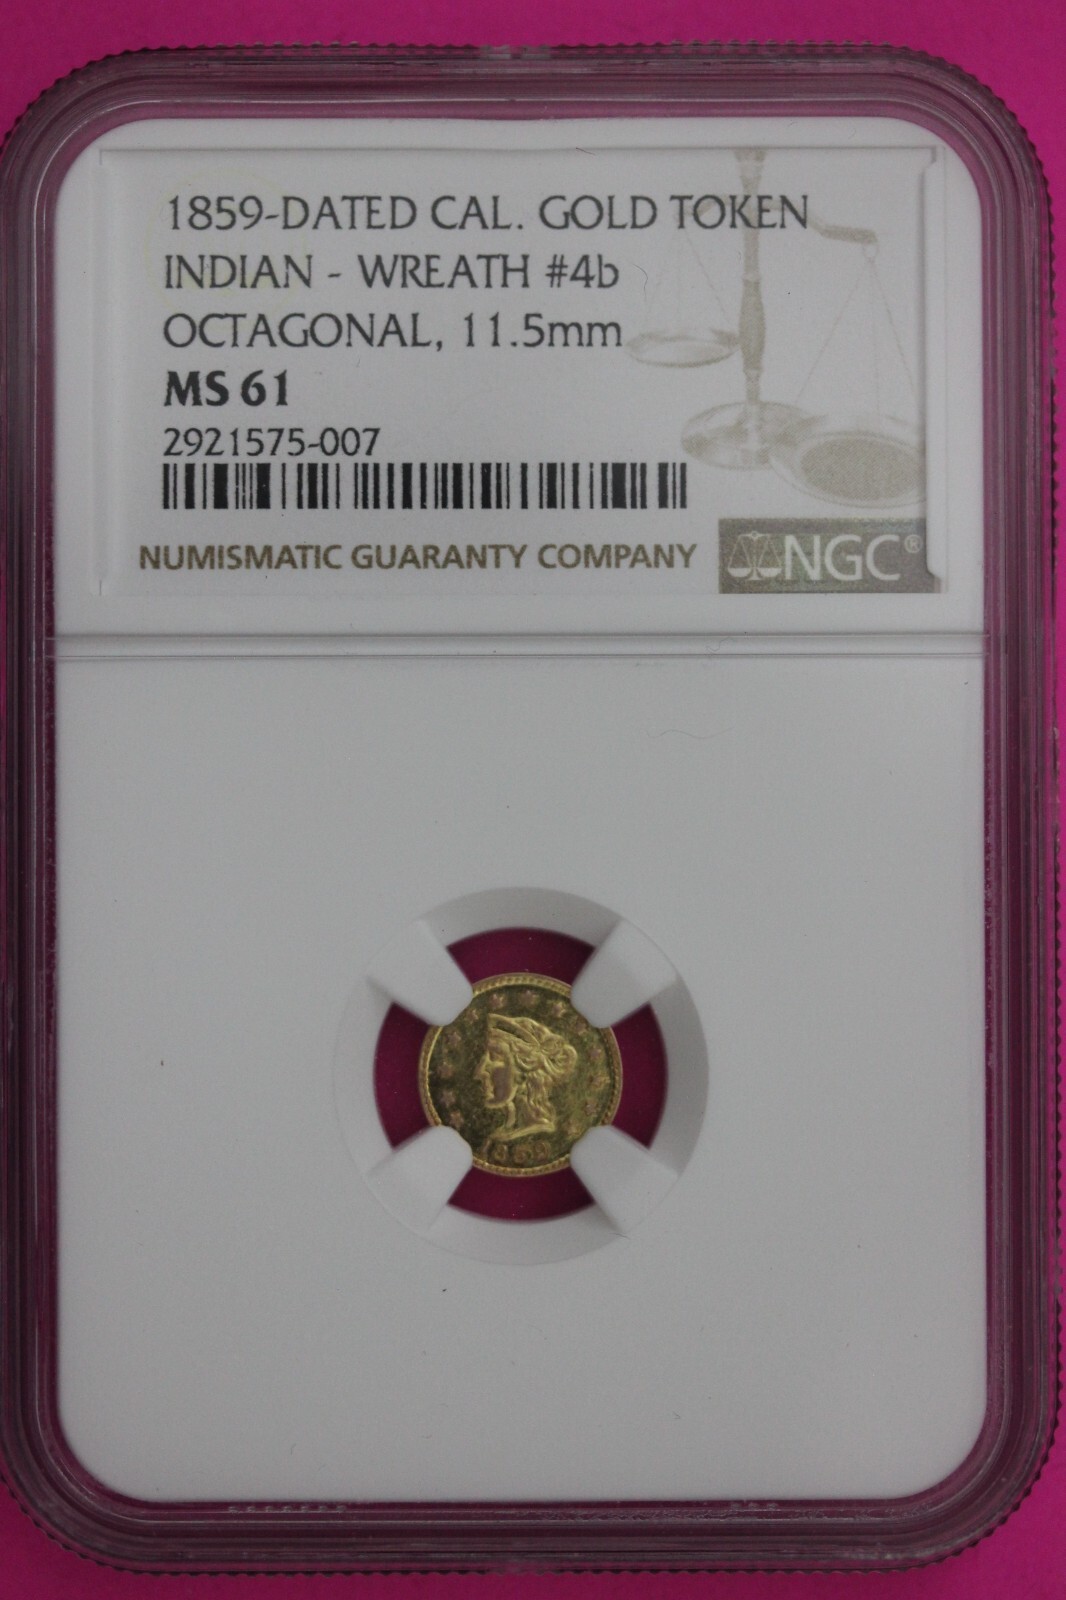 1859-DATED CAL. GOLD TOKEN
INDIAN - WREATH #4b
OCTAGONAL, 11.5mm
MS 61
2921575-007
NUMISMATIC GUARANTY COMPANY
NGC®
1859